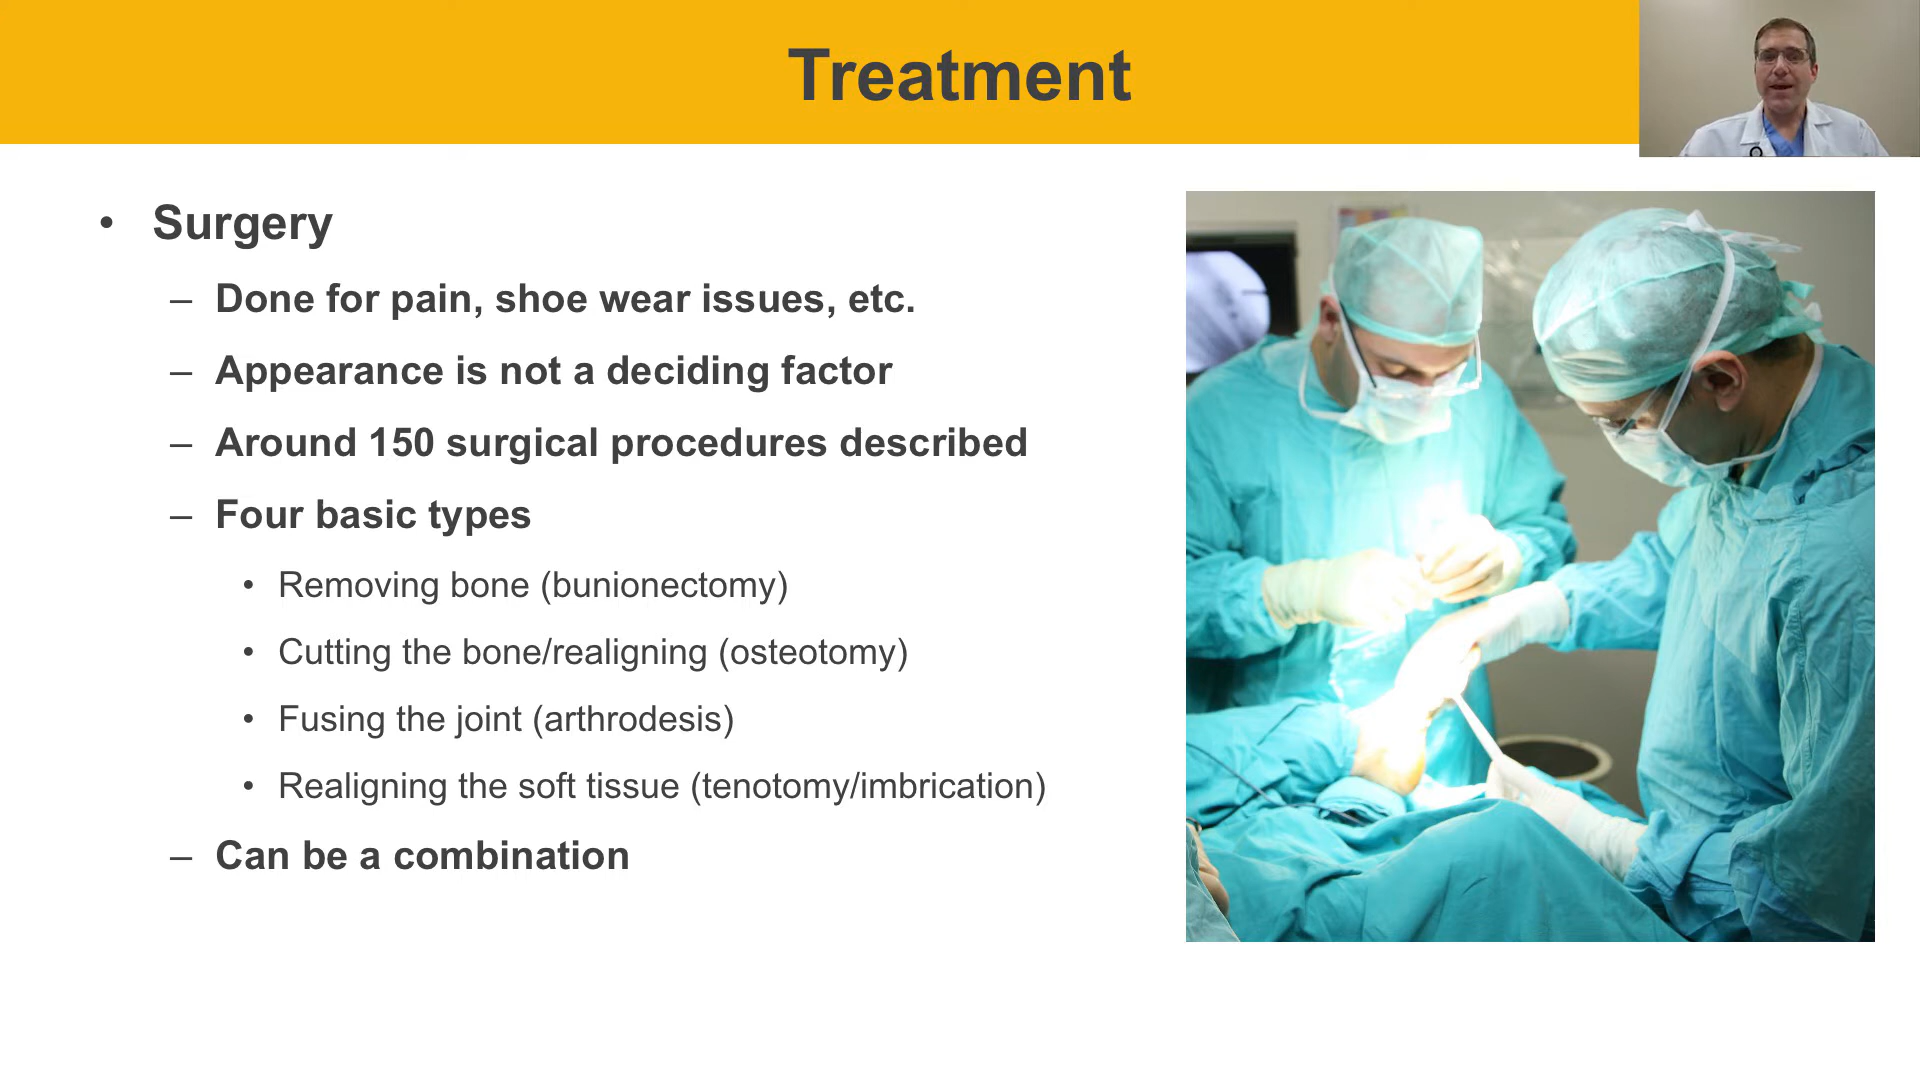 Treatment
• Surgery
– Done for pain, shoe wear issues, etc.
– Appearance is not a deciding factor
– Around 150 surgical procedures described
– Four basic types
• Removing bone (bunionectomy)
• Cutting the bone/realigning (osteotomy)
• Fusing the joint (arthrodesis)
• Realigning the soft tissue (tenotomy/imbrication)
– Can be a combination